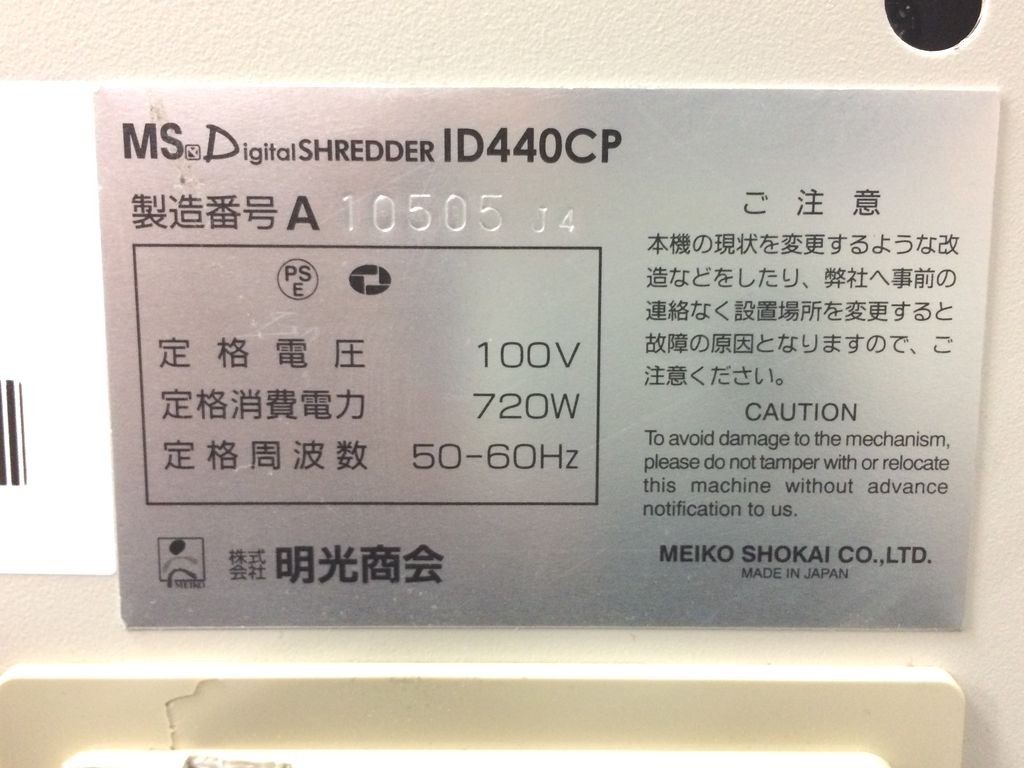 MS DigitalSHREDDER ID440CP
製造番号 A 10505 J4
PS
E
定格電圧 100V
定格消費電力 720W
定格周波数 50-60Hz
MEIKO
株式
会社 明光商会
ご注意
本機の現状を変更するような改
造などをしたり、弊社へ事前の
連絡なく設置場所を変更すると
故障の原因となりますので、ご
注意ください。
CAUTION
To avoid damage to the mechanism,
please do not tamper with or relocate
this machine without advance
notification to us.
MEIKO SHOKAI CO.,LTD.
MADE IN JAPAN